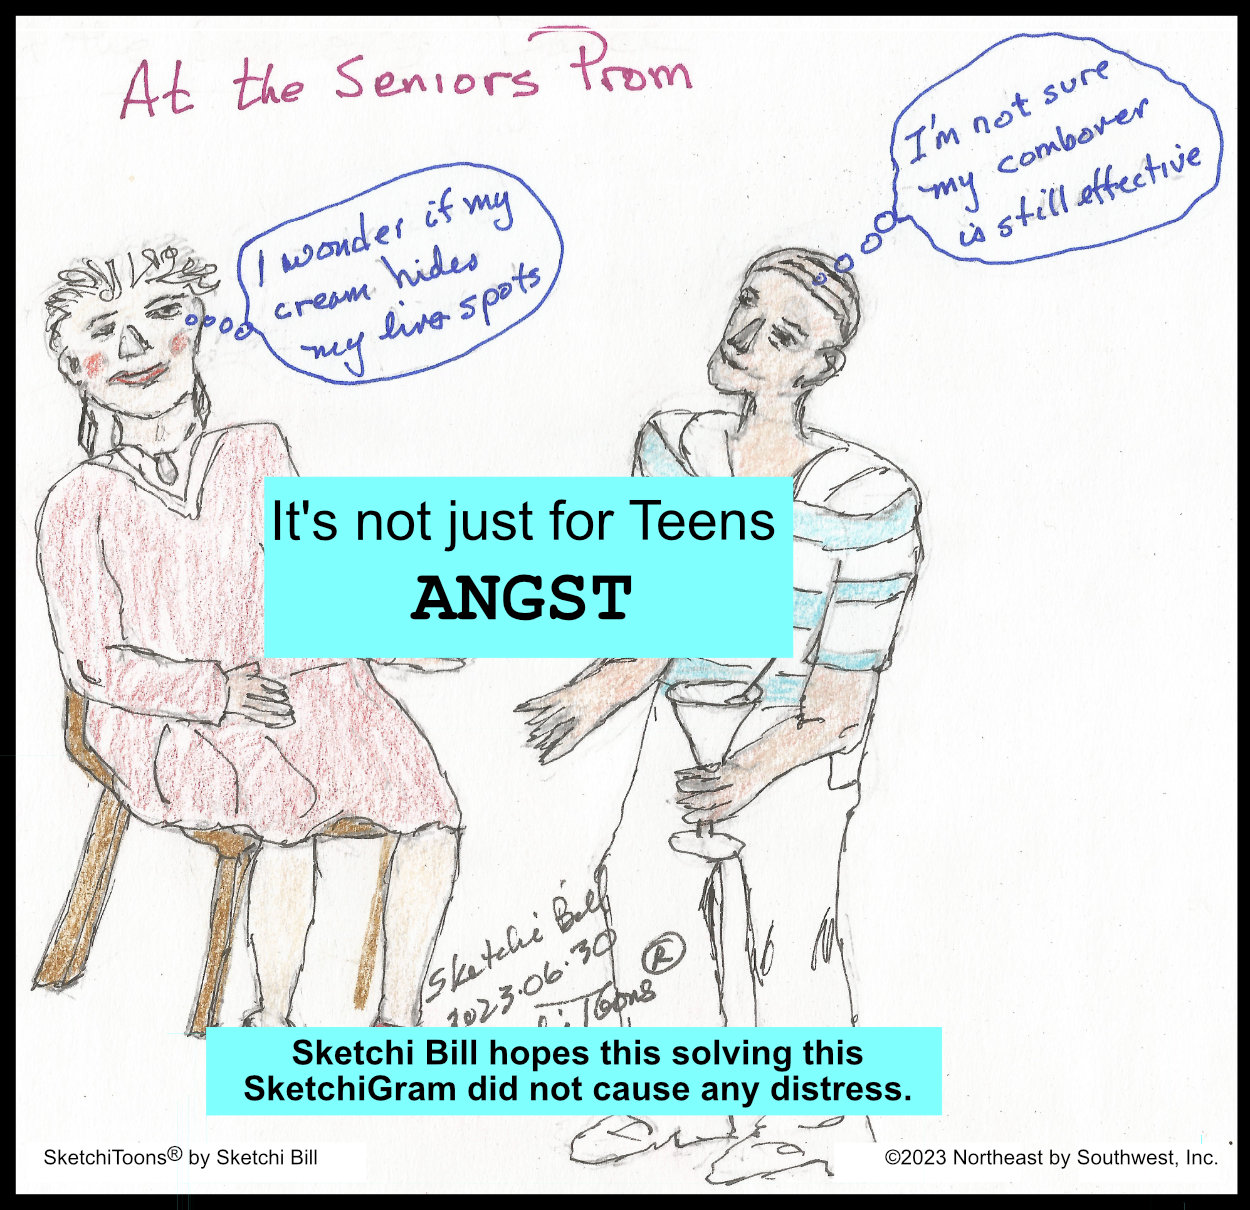 At the Seniors Prom
I'm not sure
my combover
is still effective
I wonder if my
cream hides
my live spots
It's not just for Teens
ANGST
Sketchi Bill
2023.06.30
Toons ®
Sketchi Bill hopes this solving this
SketchiGram did not cause any distress.
SketchiToons® by Sketchi Bill
©2023 Northeast by Southwest, Inc.